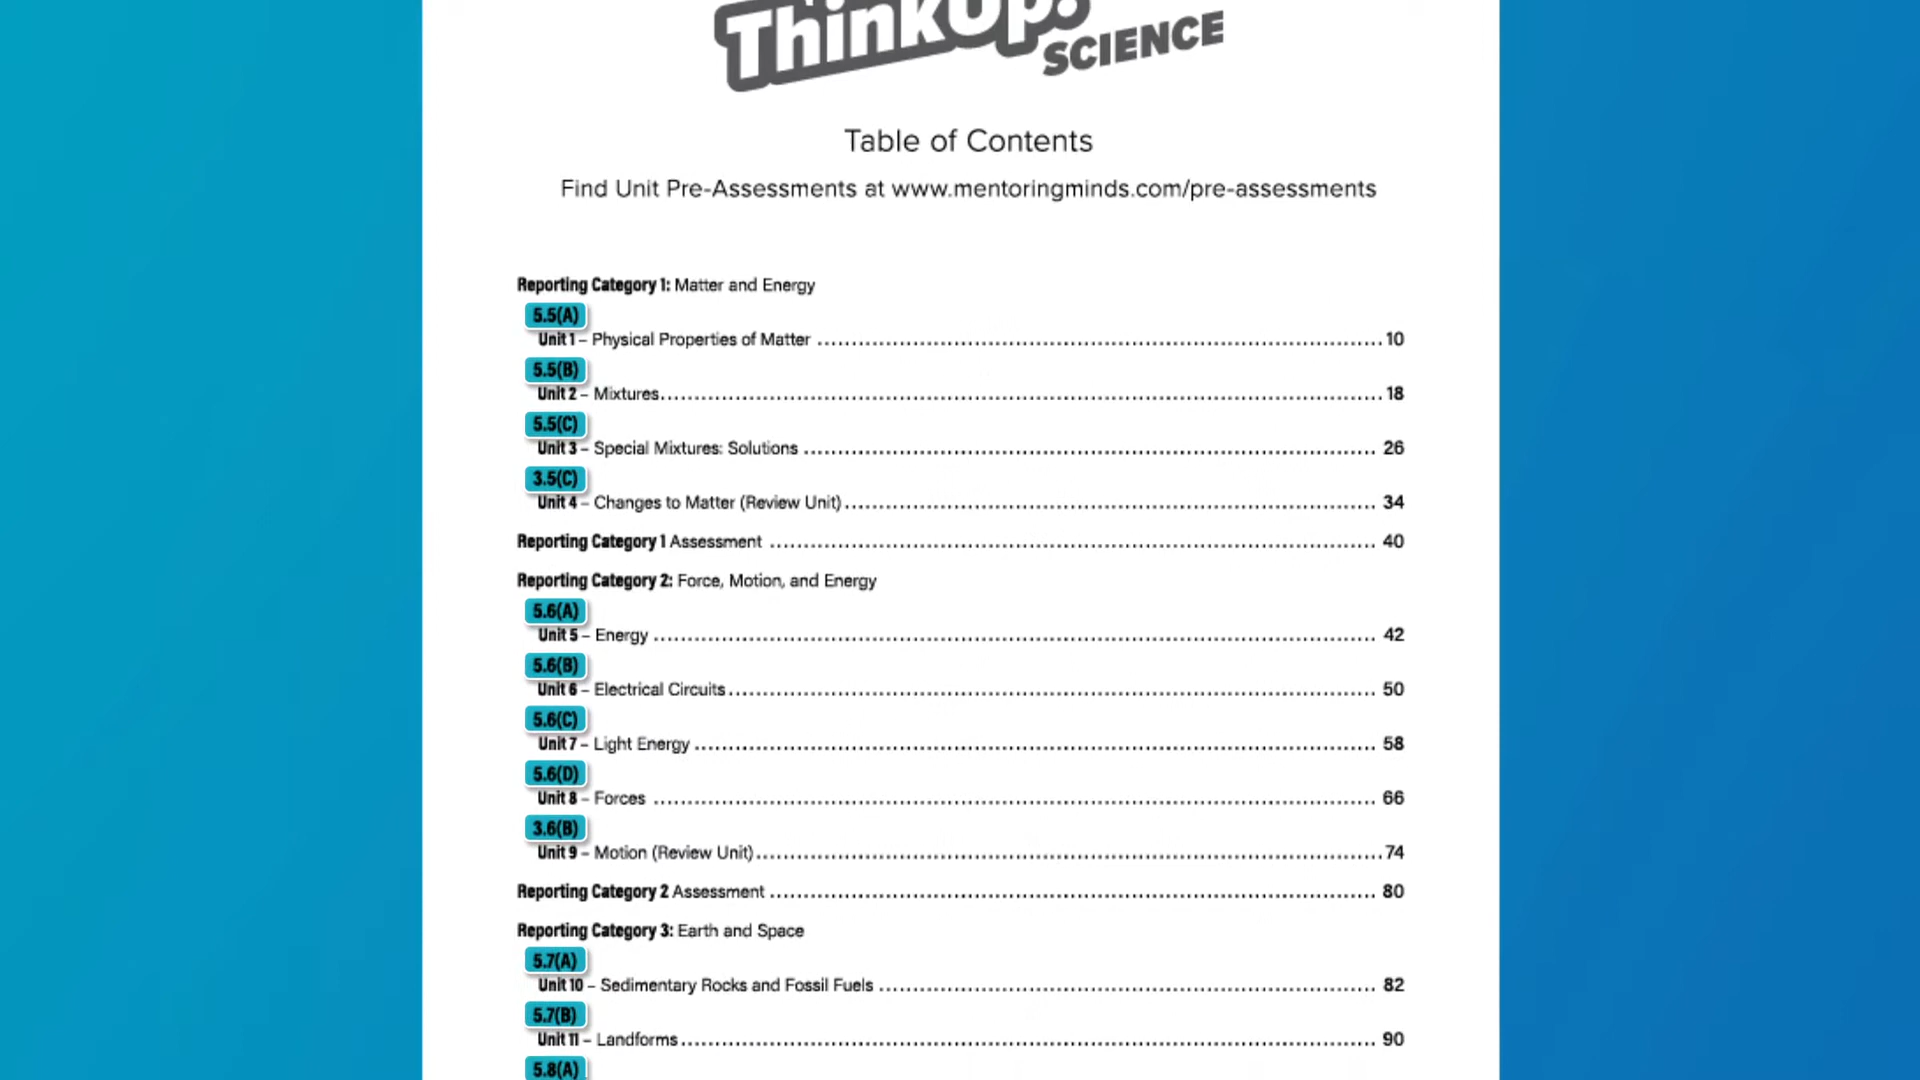 ThinkUp!
SCIENCE
Table of Contents
Find Unit Pre-Assessments at www.mentoringminds.com/pre-assessments
Reporting Category 1: Matter and Energy
5.5(A)
Unit 1 – Physical Properties of Matter 10
5.5(B)
Unit 2 – Mixtures 18
5.5(C)
Unit 3 – Special Mixtures: Solutions 26
3.5(C)
Unit 4 – Changes to Matter (Review Unit) 34
Reporting Category 1 Assessment 40
Reporting Category 2: Force, Motion, and Energy
5.6(A)
Unit 5 – Energy 42
5.6(B)
Unit 6 – Electrical Circuits 50
5.6(C)
Unit 7 – Light Energy 58
5.6(D)
Unit 8 – Forces 66
3.6(B)
Unit 9 – Motion (Review Unit) 74
Reporting Category 2 Assessment 80
Reporting Category 3: Earth and Space
5.7(A)
Unit 10 – Sedimentary Rocks and Fossil Fuels 82
5.7(B)
Unit 11 – Landforms 90
5.8(A)